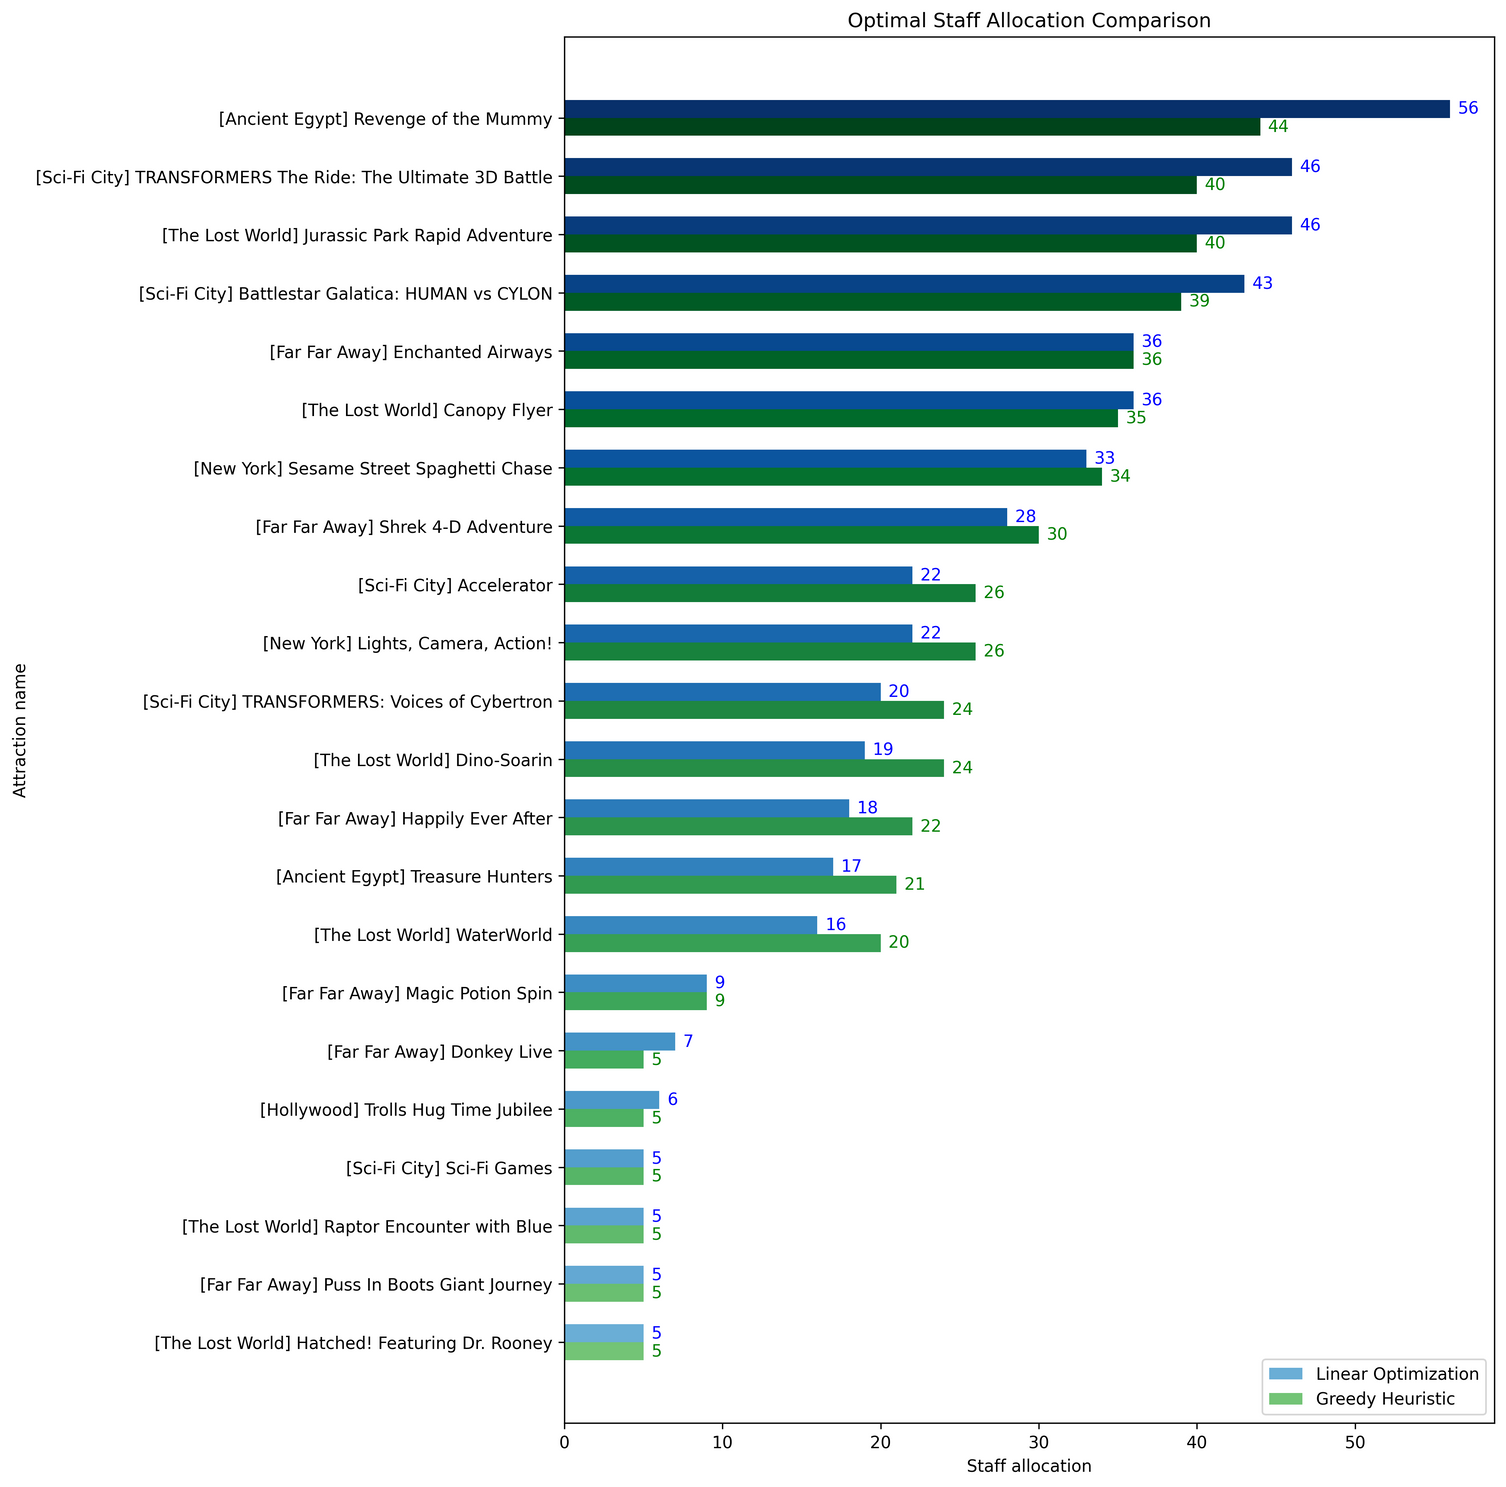 Optimal Staff Allocation Comparison
[Ancient Egypt] Revenge of the Mummy
56
44
[Sci-Fi City] TRANSFORMERS The Ride: The Ultimate 3D Battle
46
40
[The Lost World] Jurassic Park Rapid Adventure
46
40
[Sci-Fi City] Battlestar Galatica: HUMAN vs CYLON
43
39
[Far Far Away] Enchanted Airways
36
36
[The Lost World] Canopy Flyer
36
35
[New York] Sesame Street Spaghetti Chase
33
34
[Far Far Away] Shrek 4-D Adventure
28
30
[Sci-Fi City] Accelerator
22
26
[New York] Lights, Camera, Action!
22
26
[Sci-Fi City] TRANSFORMERS: Voices of Cybertron
20
24
[The Lost World] Dino-Soarin
19
24
[Far Far Away] Happily Ever After
18
22
[Ancient Egypt] Treasure Hunters
17
21
[The Lost World] WaterWorld
16
20
[Far Far Away] Magic Potion Spin
9
9
[Far Far Away] Donkey Live
7
5
[Hollywood] Trolls Hug Time Jubilee
6
5
[Sci-Fi City] Sci-Fi Games
5
5
[The Lost World] Raptor Encounter with Blue
5
5
[Far Far Away] Puss In Boots Giant Journey
5
5
[The Lost World] Hatched! Featuring Dr. Rooney
5
5
Attraction name
Linear Optimization
Greedy Heuristic
0 10 20 30 40 50
Staff allocation